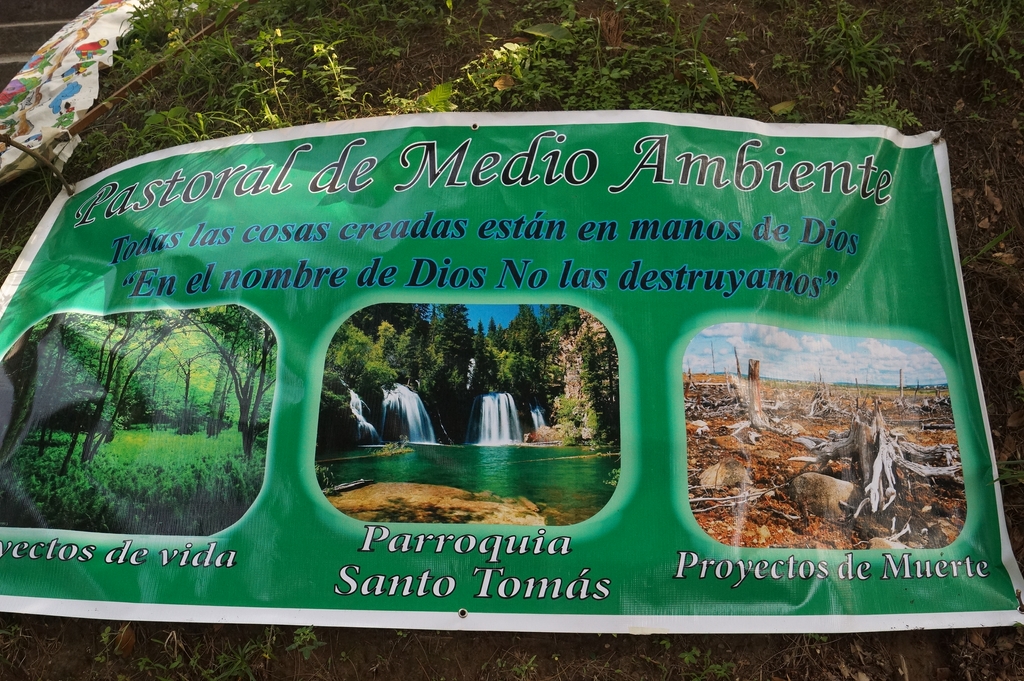 Pastoral de Medio Ambiente
Todas las cosas creadas están en manos de Dios
“En el nombre de Dios No las destruyamos”
yectos de vida
Parroquia
Santo Tomás
Proyectos de Muerte